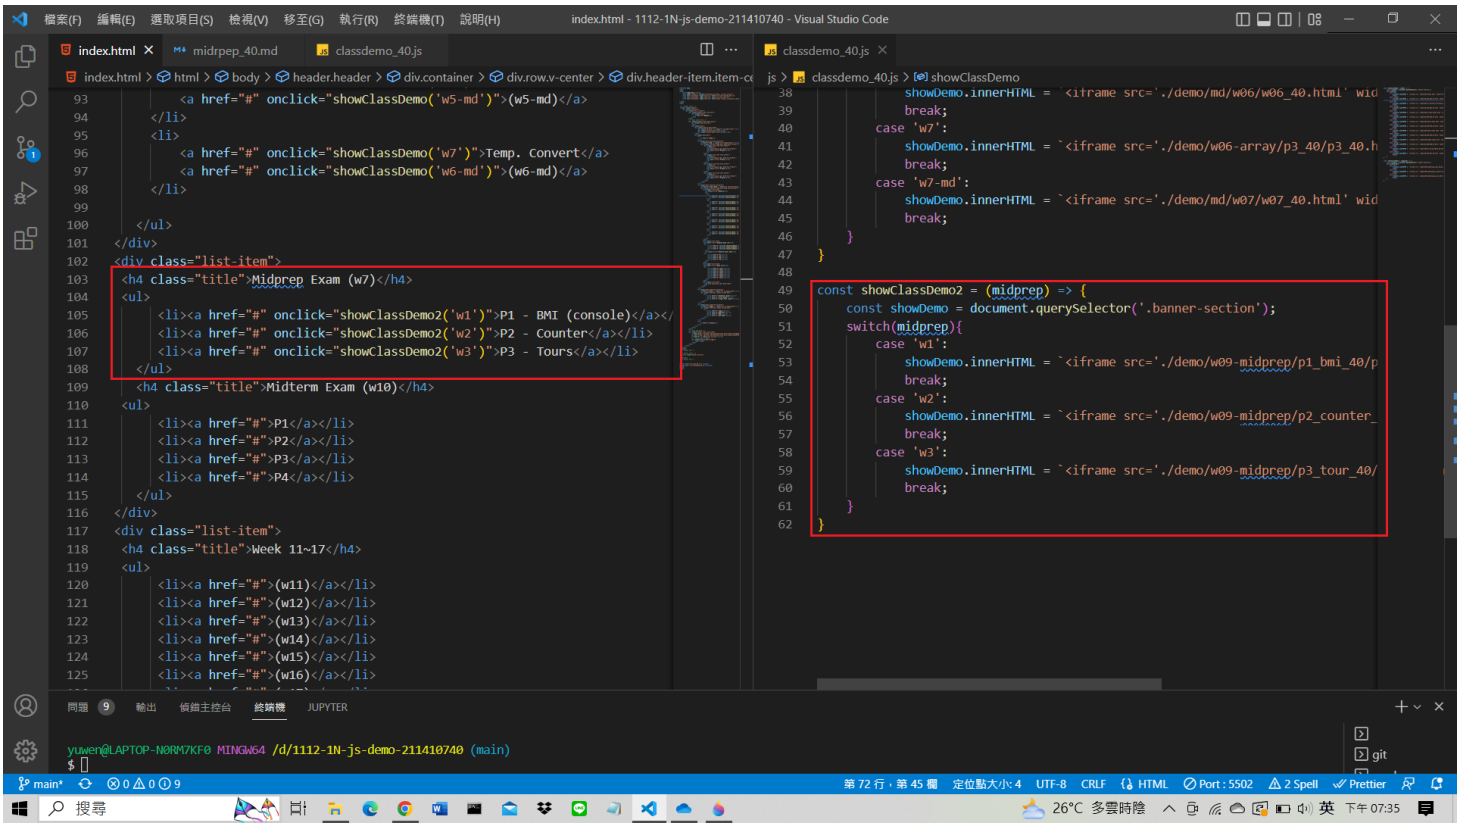 檔案(F) 編輯(E) 選取項目(S) 檢視(V) 移至(G) 執行(R) 終端機(T) 說明(H) index.html - 1112-1N-js-demo-211410740 - Visual Studio Code
index.html × midrpep_40.md classdemo_40.js
index.html > html > body > header.header > div.container > div.row.v-center > div.header-item.item-ce
93 <a href="#" onclick="showClassDemo('w5-md')">(w5-md)</a>
94 </li>
95 <li>
96 <a href="#" onclick="showClassDemo('w7')">Temp. Convert</a>
97 <a href="#" onclick="showClassDemo('w6-md')">(w6-md)</a>
98 </li>
99
100 </ul>
101 </div>
102 <div class="list-item">
103 <h4 class="title">Midprep Exam (w7)</h4>
104 <ul>
105 <li><a href="#" onclick="showClassDemo2('w1')">P1 - BMI (console)</a></
106 <li><a href="#" onclick="showClassDemo2('w2')">P2 - Counter</a></li>
107 <li><a href="#" onclick="showClassDemo2('w3')">P3 - Tours</a></li>
108 </ul>
109 <h4 class="title">Midterm Exam (w10)</h4>
110 <ul>
111 <li><a href="#">P1</a></li>
112 <li><a href="#">P2</a></li>
113 <li><a href="#">P3</a></li>
114 <li><a href="#">P4</a></li>
115 </ul>
116 </div>
117 <div class="list-item">
118 <h4 class="title">Week 11~17</h4>
119 <ul>
120 <li><a href="#">(w11)</a></li>
121 <li><a href="#">(w12)</a></li>
122 <li><a href="#">(w13)</a></li>
123 <li><a href="#">(w14)</a></li>
124 <li><a href="#">(w15)</a></li>
125 <li><a href="#">(w16)</a></li>
classdemo_40.js ×
js > classdemo_40.js > showClassDemo
38 showDemo.innerHTML = `<iframe src='./demo/md/w06/w06_40.html' wid
39 break;
40 case 'w7':
41 showDemo.innerHTML = `<iframe src='./demo/w06-array/p3_40/p3_40.h
42 break;
43 case 'w7-md':
44 showDemo.innerHTML = `<iframe src='./demo/md/w07/w07_40.html' wid
45 break;
46 }
47 }
48
49 const showClassDemo2 = (midprep) => {
50 const showDemo = document.querySelector('.banner-section');
51 switch(midprep){
52 case 'w1':
53 showDemo.innerHTML = `<iframe src='./demo/w09-midprep/p1_bmi_40/p
54 break;
55 case 'w2':
56 showDemo.innerHTML = `<iframe src='./demo/w09-midprep/p2_counter_
57 break;
58 case 'w3':
59 showDemo.innerHTML = `<iframe src='./demo/w09-midprep/p3_tour_40/
60 break;
61 }
62 }
問題 9 輸出 偵錯主控台 終端機 JUPYTER
yuwen@LAPTOP-N0RM7KF0 MINGW64 /d/1112-1N-js-demo-211410740 (main)
$
git
main* 0 0 9 第 72 行，第 45 欄 定位點大小: 4 UTF-8 CRLF HTML Port : 5502 2 Spell Prettier
搜尋 26°C 多雲時陰 英 下午 07:35